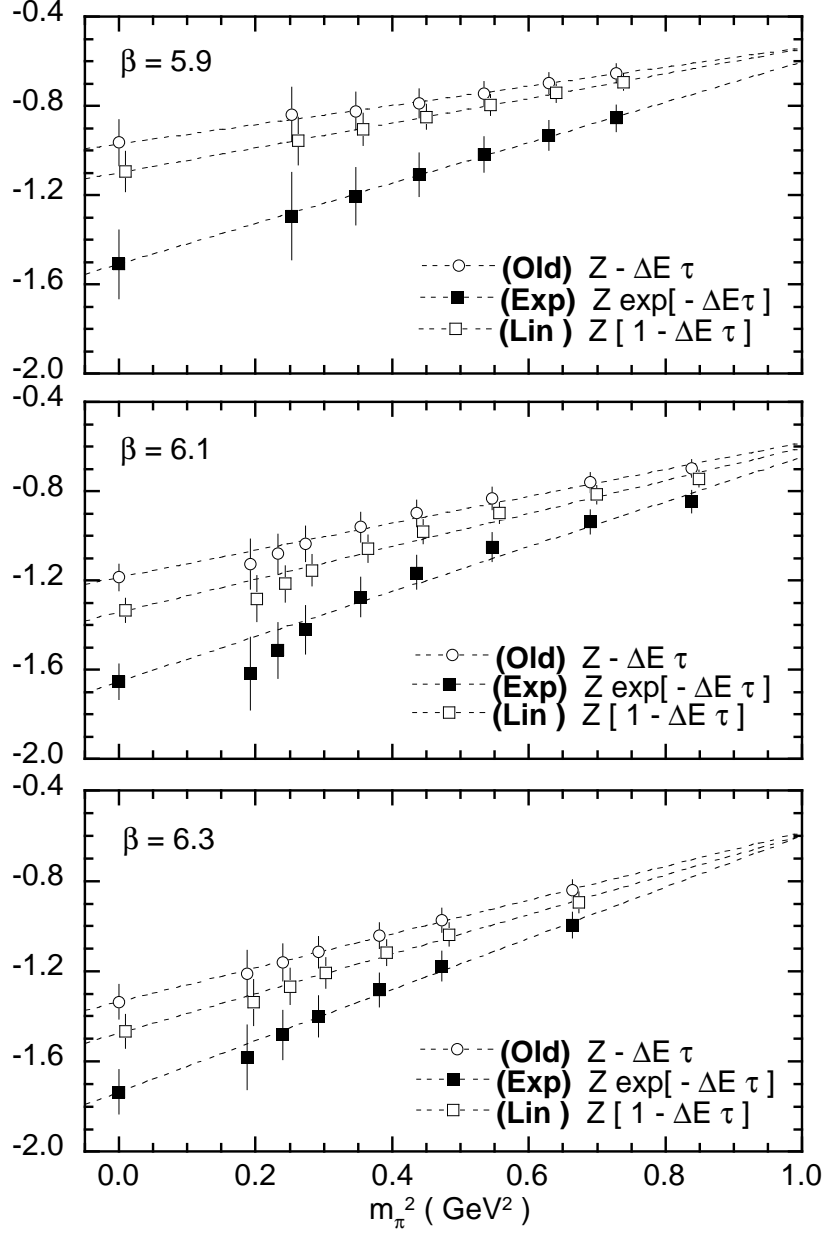 -0.4
β = 5.9
-0.8
-1.2
(Old) Z - ΔE τ
-1.6
(Exp) Z exp[ - ΔEτ ]
(Lin ) Z [ 1 - ΔE τ ]
-2.0
-0.4
β = 6.1
-0.8
-1.2
(Old) Z - ΔE τ
-1.6
(Exp) Z exp[ - ΔE τ ]
(Lin ) Z [ 1 - ΔE τ ]
-2.0
-0.4
β = 6.3
-0.8
-1.2
(Old) Z - ΔE τ
-1.6
(Exp) Z exp[ - ΔE τ ]
(Lin ) Z [ 1 - ΔE τ ]
-2.0
0.0 0.2 0.4 0.6 0.8 1.0
mπ² ( GeV² )